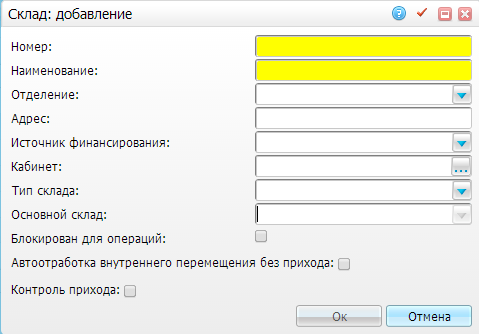 Склад: добавление
Номер:
Наименование:
Отделение:
Адрес:
Источник финансирования:
Кабинет:
...
Тип склада:
Основной склад:
Блокирован для операций:
Автоотработка внутреннего перемещения без прихода:
Контроль прихода:
Ок
Отмена